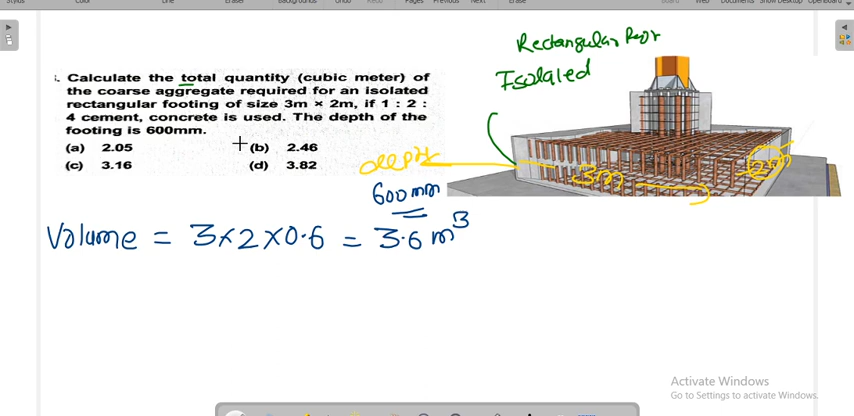 Stylus Line Eraser Backgrounds Undo Redo Pages Previous Next Erase Board Web Documents Show Desktop OpenBoard
Rectangular
Isolated
Calculate the total quantity (cubic meter) of
the coarse aggregate required for an isolated
rectangular footing of size 3m × 2m, if 1 : 2 :
4 cement, concrete is used. The depth of the
footing is 600mm.
(a) 2.05 (b) 2.46
(c) 3.16 (d) 3.82
depth
3m
2m
600mm
Volume = 3×2×0.6 = 3.6 m³
Activate Windows
Go to Settings to activate Windows.